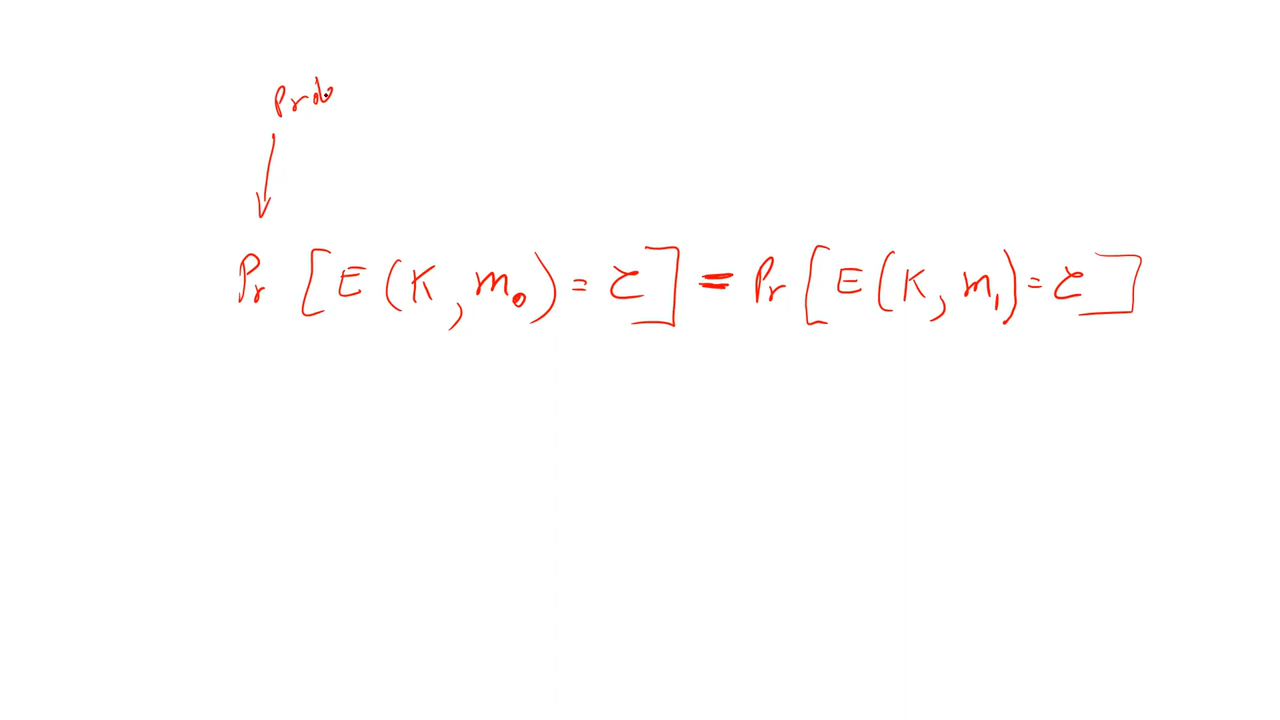 Prob
Pr [E(K, m₀) = c] = Pr [E(K, m₁) = c]